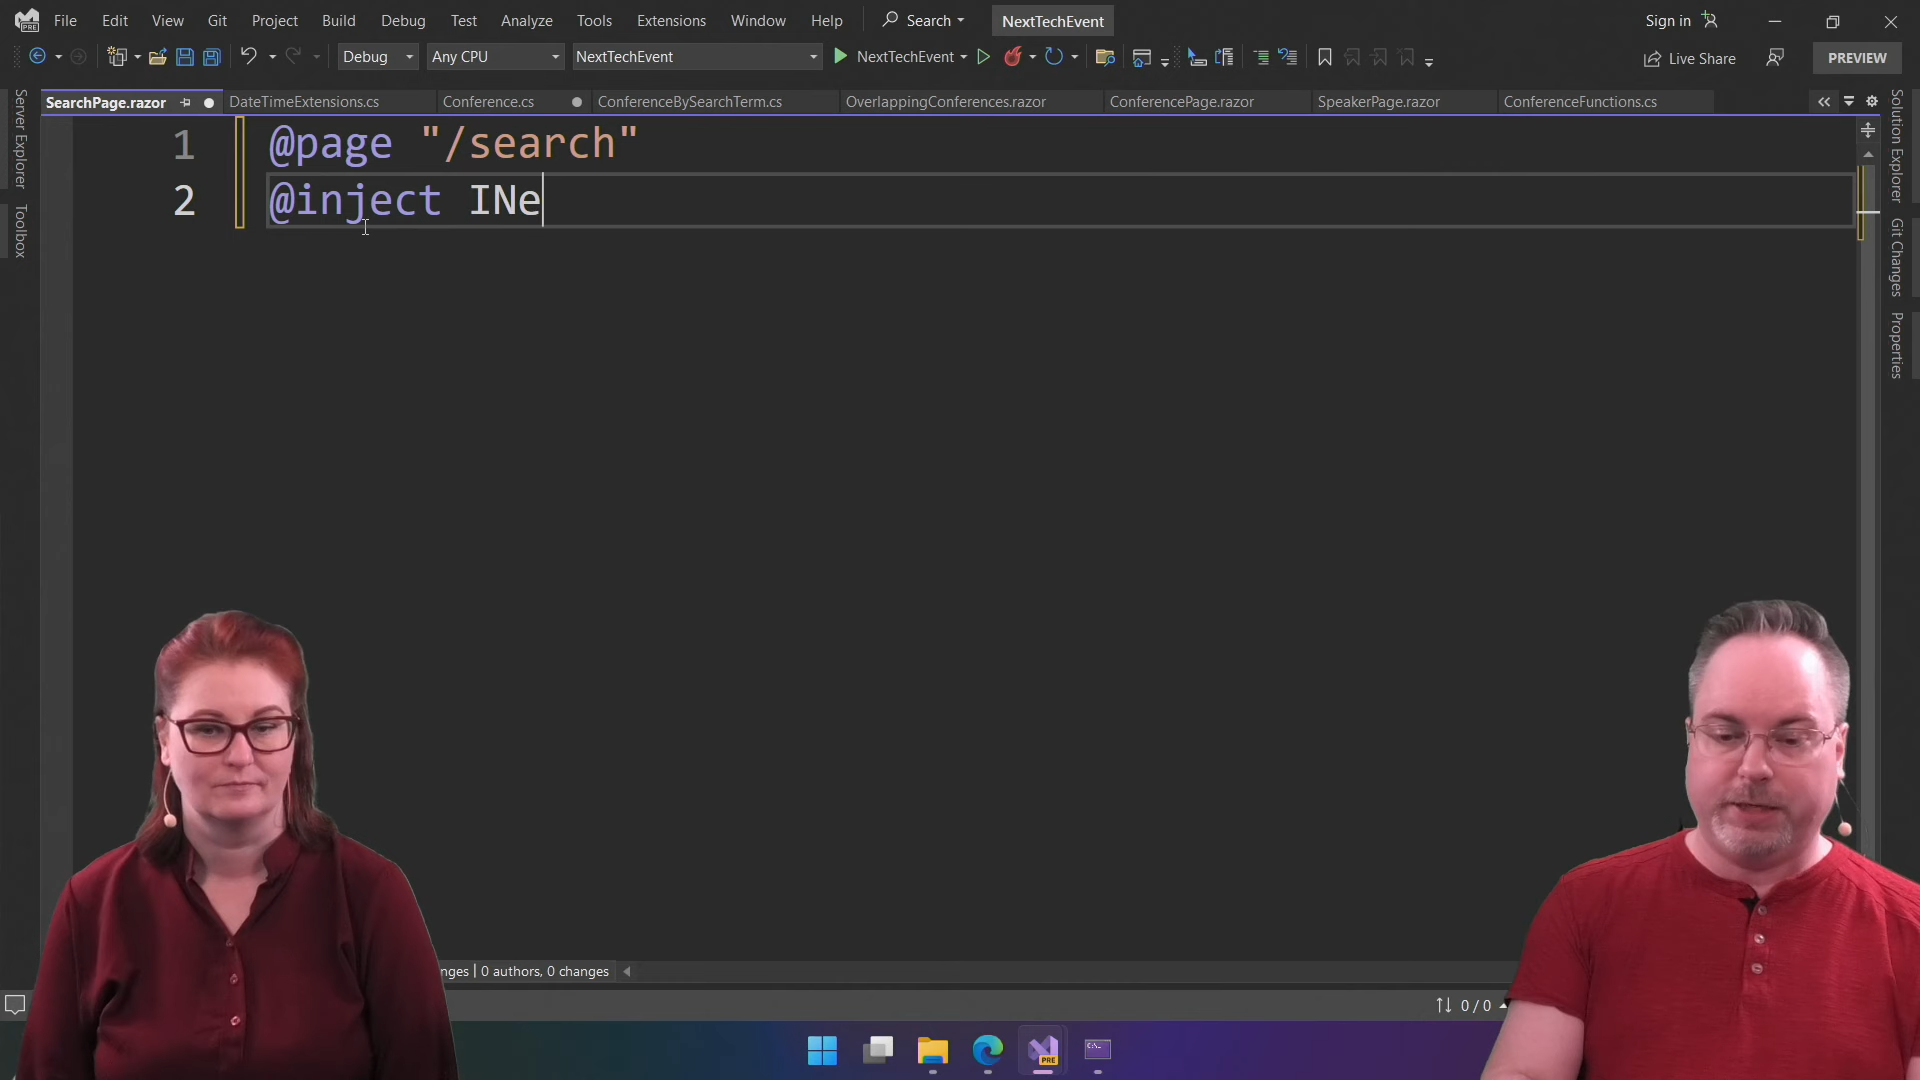 File Edit View Git Project Build Debug Test Analyze Tools Extensions Window Help Search NextTechEvent Sign in
Debug Any CPU NextTechEvent NextTechEvent Live Share PREVIEW
SearchPage.razor DateTimeExtensions.cs Conference.cs ConferenceBySearchTerm.cs OverlappingConferences.razor ConferencePage.razor SpeakerPage.razor ConferenceFunctions.cs
Server Explorer
Toolbox
Solution Explorer
Git Changes
Properties
1 @page "/search"
2 @inject INe
nges | 0 authors, 0 changes
0 / 0
PRE
C:\_